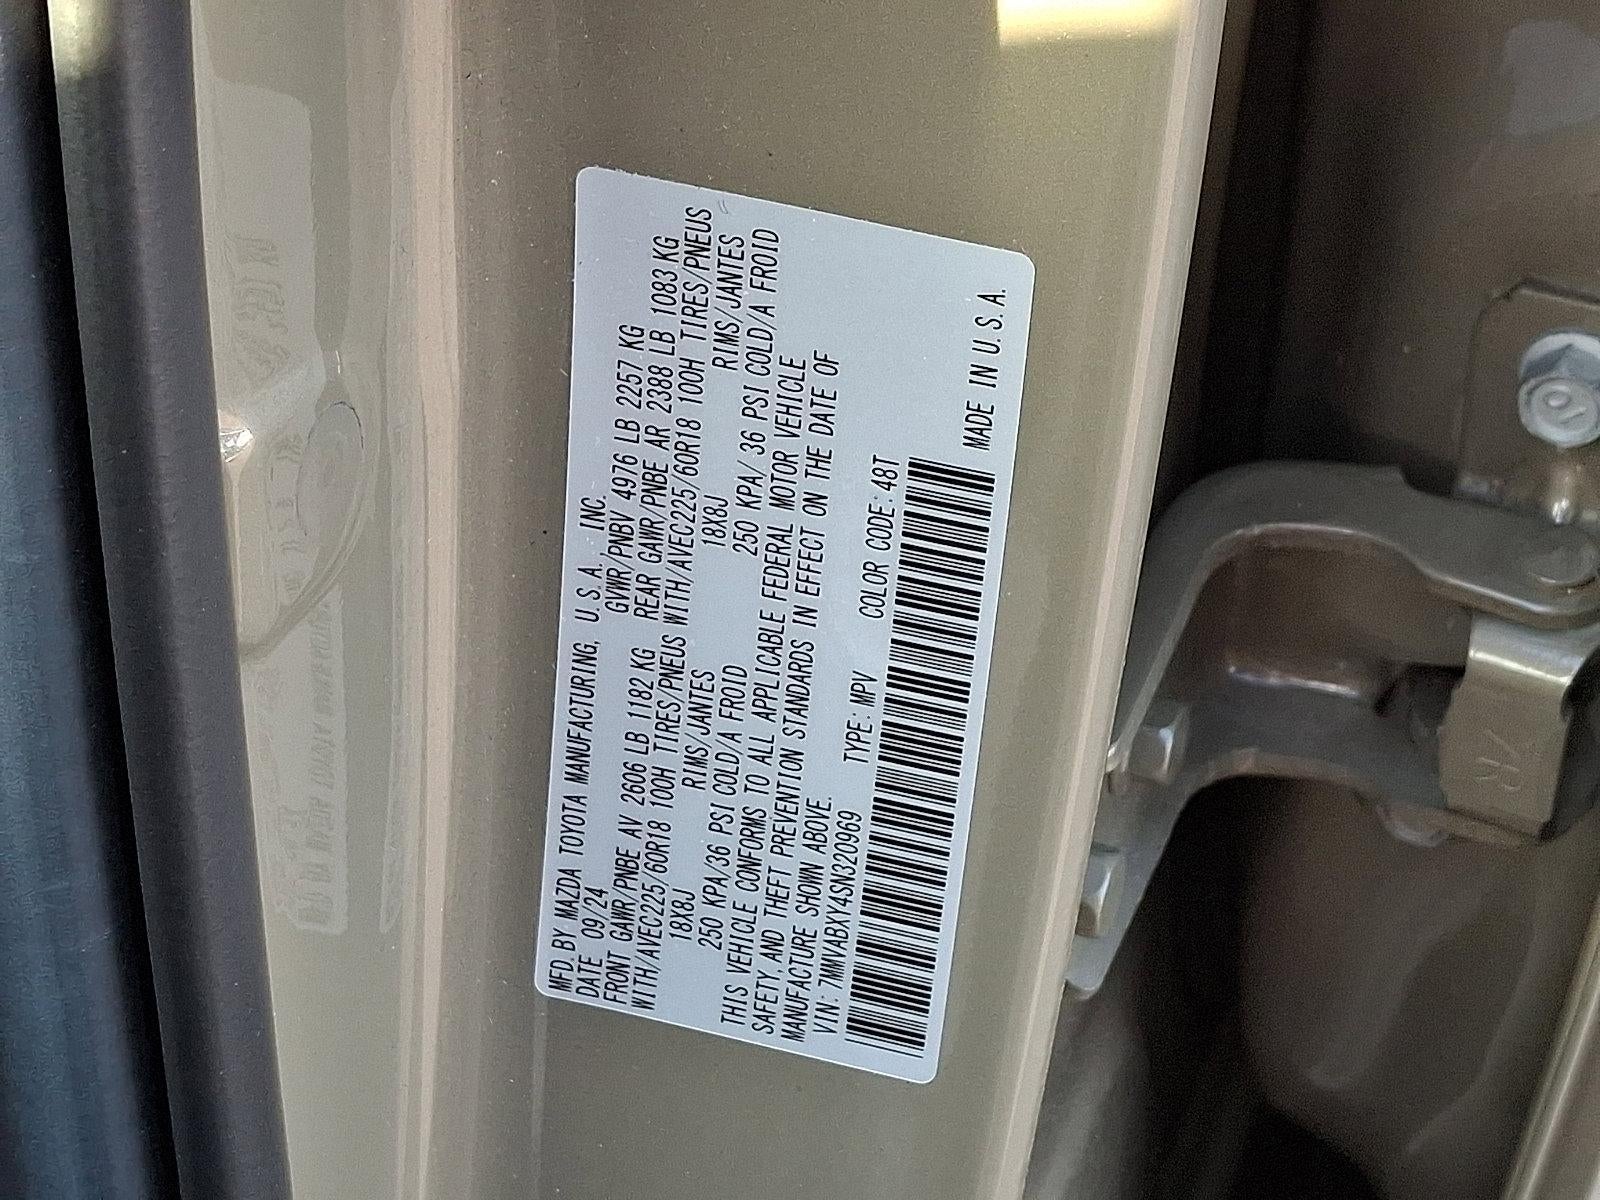 MFD. BY MAZDA TOYOTA MANUFACTURING, U.S.A., INC.
DATE 09/24 GVWR/PNBV 4976 LB 2257 KG
FRONT GAWR/PNBE AV 2606 LB 1182 KG REAR GAWR/PNBE AR 2388 LB 1083 KG
WITH/AVEC225/60R18 100H TIRES/PNEUS WITH/AVEC225/60R18 100H TIRES/PNEUS
18X8J RIMS/JANTES 18X8J RIMS/JANTES
250 KPA/36 PSI COLD/A FROID 250 KPA/36 PSI COLD/A FROID
THIS VEHICLE CONFORMS TO ALL APPLICABLE FEDERAL MOTOR VEHICLE
SAFETY, AND THEFT PREVENTION STANDARDS IN EFFECT ON THE DATE OF
MANUFACTURE SHOWN ABOVE.
VIN: 7MMVABXY4SN320969 TYPE: MPV COLOR CODE: 48T
MADE IN U.S.A.